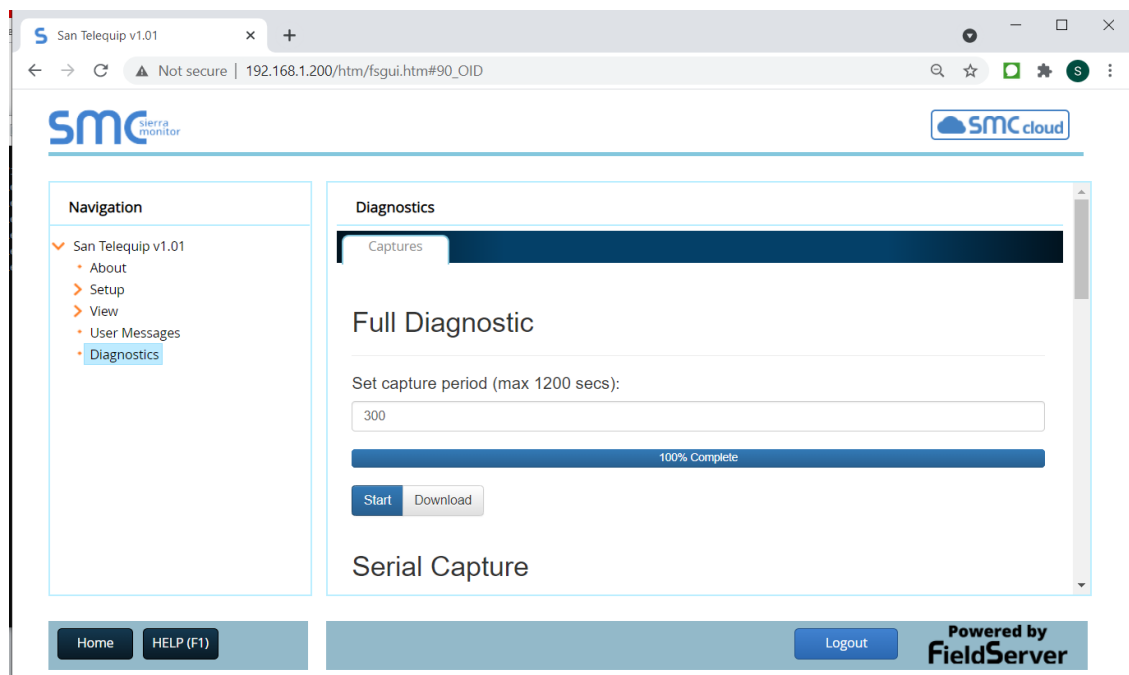 San Telequip v1.01
Not secure | 192.168.1.200/htm/fsgui.htm#90_OID
S
SMC sierra monitor
SMC cloud
Navigation
San Telequip v1.01
About
Setup
View
User Messages
Diagnostics
Diagnostics
Captures
Full Diagnostic
Set capture period (max 1200 secs):
300
100% Complete
Start Download
Serial Capture
Home HELP (F1)
Logout
Powered by
FieldServer